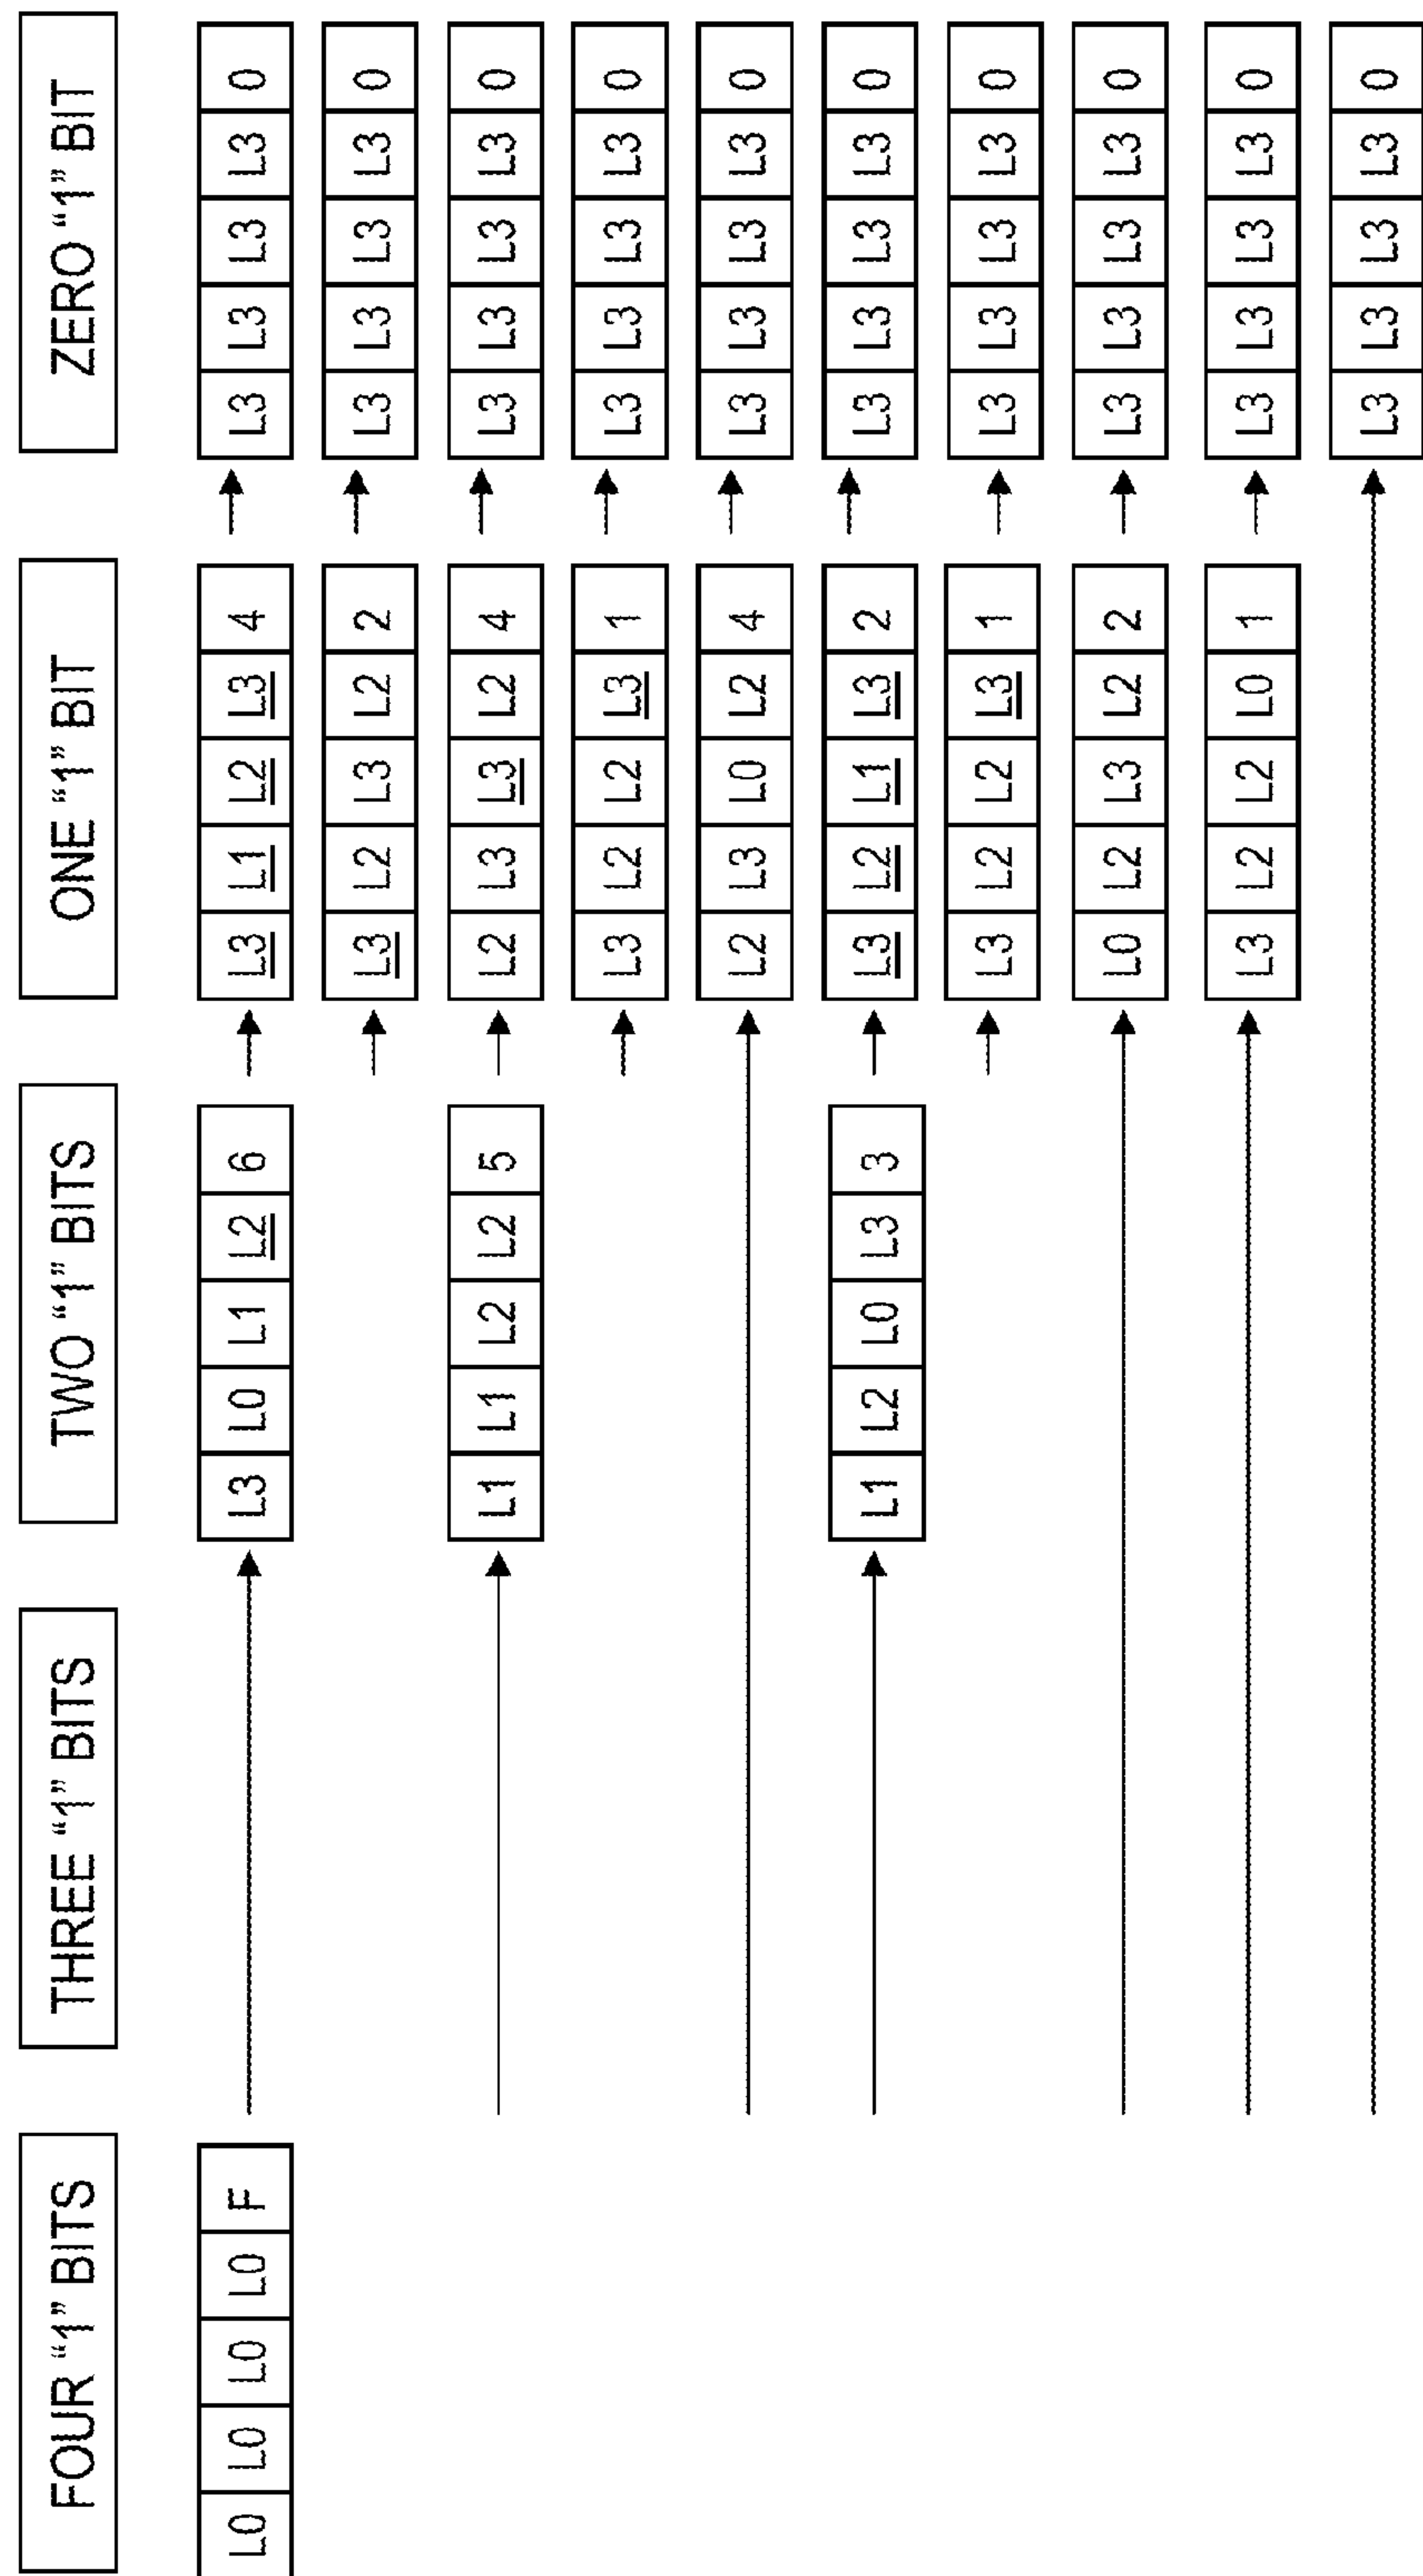 FOUR “1” BITS THREE “1” BITS TWO “1” BITS ONE “1” BIT ZERO “1” BIT
L0 L0 L0 L0 F L3 L0 L1 L2 6 L3 L1 L2 L3 4 L3 L3 L3 L3 0
L3 L2 L3 L2 2 L3 L3 L3 L3 0
L1 L1 L2 L2 5 L2 L3 L3 L2 4 L3 L3 L3 L3 0
L3 L2 L2 L3 1 L3 L3 L3 L3 0
L2 L3 L0 L2 4 L3 L3 L3 L3 0
L1 L2 L0 L3 3 L3 L2 L1 L3 2 L3 L3 L3 L3 0
L3 L2 L2 L3 1 L3 L3 L3 L3 0
L0 L2 L3 L2 2 L3 L3 L3 L3 0
L3 L2 L2 L0 1 L3 L3 L3 L3 0
L3 L3 L3 L3 0